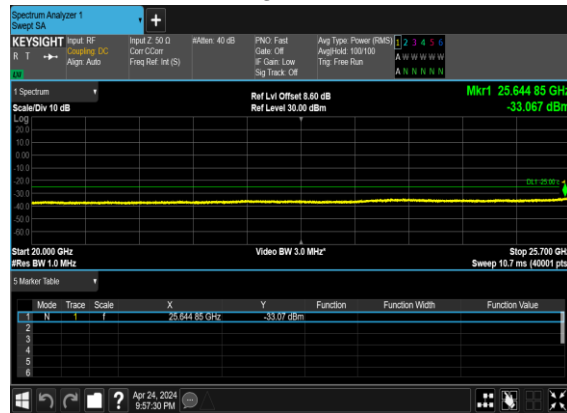 Spectrum Analyzer 1
Swept SA
+
KEYSIGHT Input: RF Input Z: 50 Ω #Atten: 40 dB PNO: Fast Avg Type: Power (RMS) 1 2 3 4 5 6
R T Coupling: DC Corr CCorr Gate: Off Avg|Hold: 100/100 A W W W W W
Align: Auto Freq Ref: Int (S) IF Gain: Low Trig: Free Run
LW Sig Track: Off A N N N N N
1 Spectrum Ref Lvl Offset 8.60 dB Mkr1 25.644 85 GHz
Scale/Div 10 dB Ref Level 30.00 dBm -33.067 dBm
Log
20.0
10.0
0.00
-10.0
-20.0
DL1 -25.00
-30.0
-40.0
-50.0
-60.0
Start 20.000 GHz Video BW 3.0 MHz* Stop 25.700 GHz
#Res BW 1.0 MHz Sweep 10.7 ms (40001 pts
5 Marker Table
Mode Trace Scale X Y Function Function Width Function Value
1 N 1 f 25.644 85 GHz -33.07 dBm
2
3
4
5
6
? Apr 24, 2024
9:57:30 PM